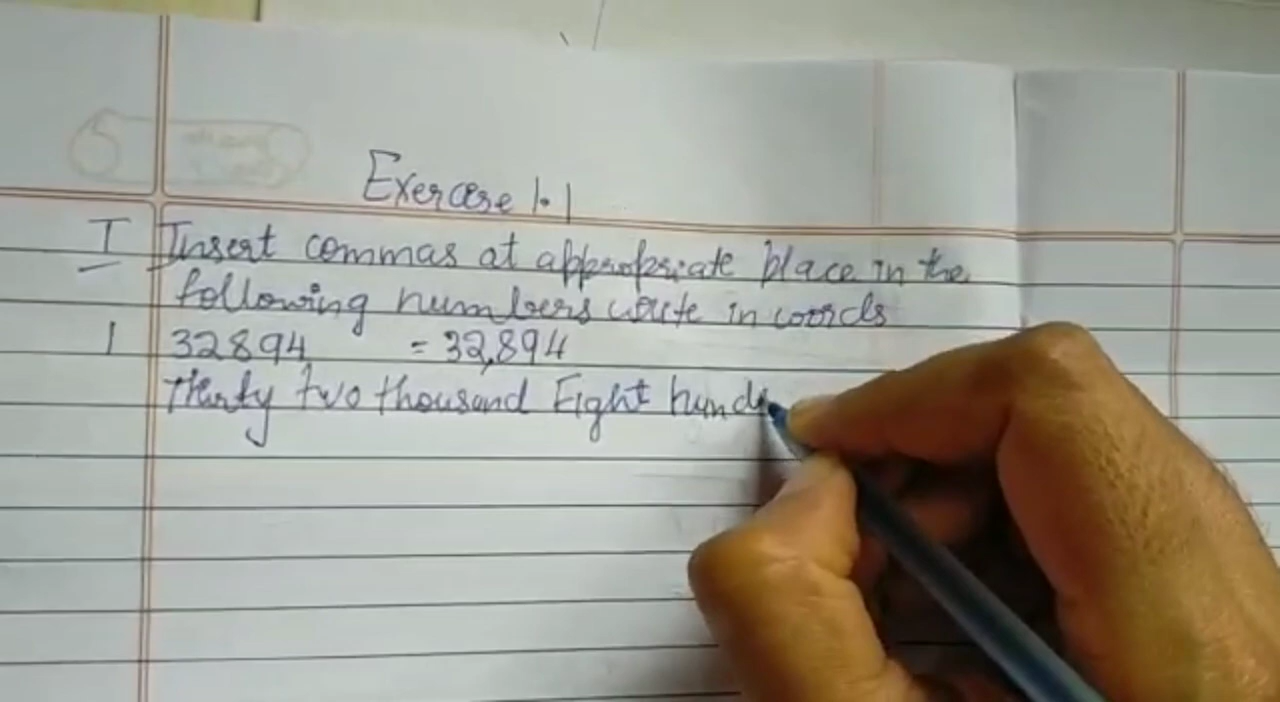 Exercise 1.1
I Insert commas at appropriate place in the
following numbers write in words
1 32894 = 32,894
Thirty two thousand Eight hund